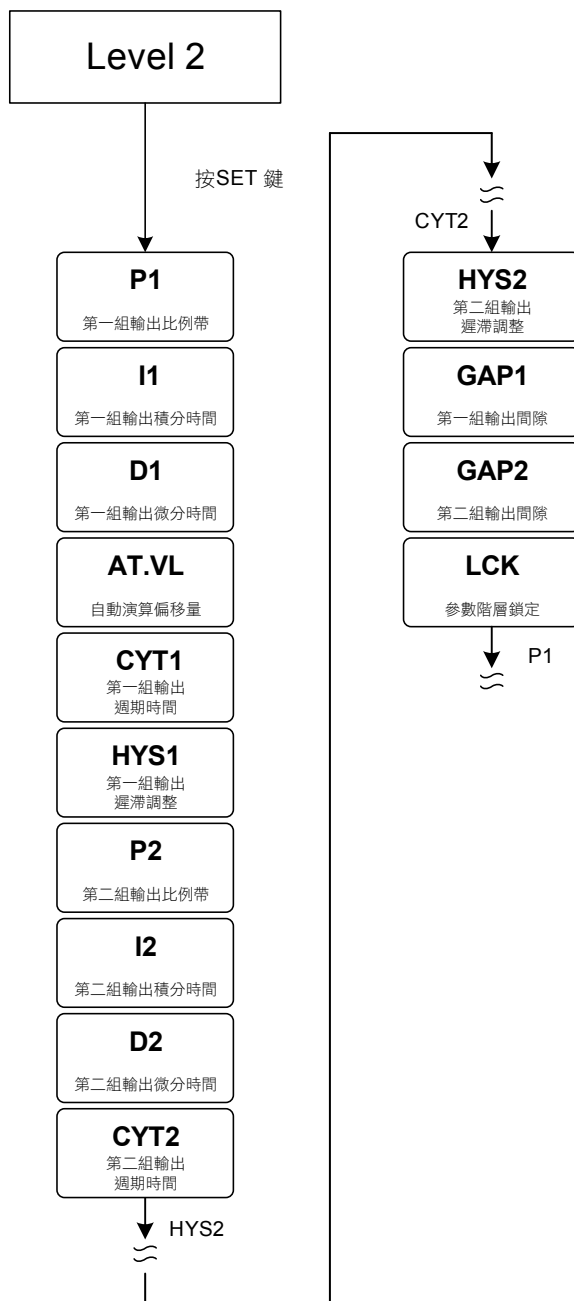 Level 2
按SET 鍵
P1
第一組輸出比例帶
I1
第一組輸出積分時間
D1
第一組輸出微分時間
AT.VL
自動演算偏移量
CYT1
第一組輸出
週期時間
HYS1
第一組輸出
遲滯調整
P2
第二組輸出比例帶
I2
第二組輸出積分時間
D2
第二組輸出微分時間
CYT2
第二組輸出
週期時間
HYS2
CYT2
HYS2
第二組輸出
遲滯調整
GAP1
第一組輸出間隙
GAP2
第二組輸出間隙
LCK
參數階層鎖定
P1